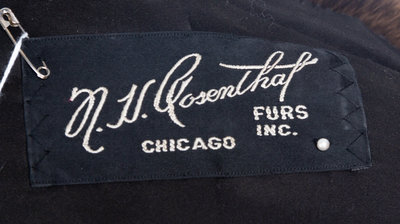 N. H. Rosenthal
FURS
CHICAGO INC.